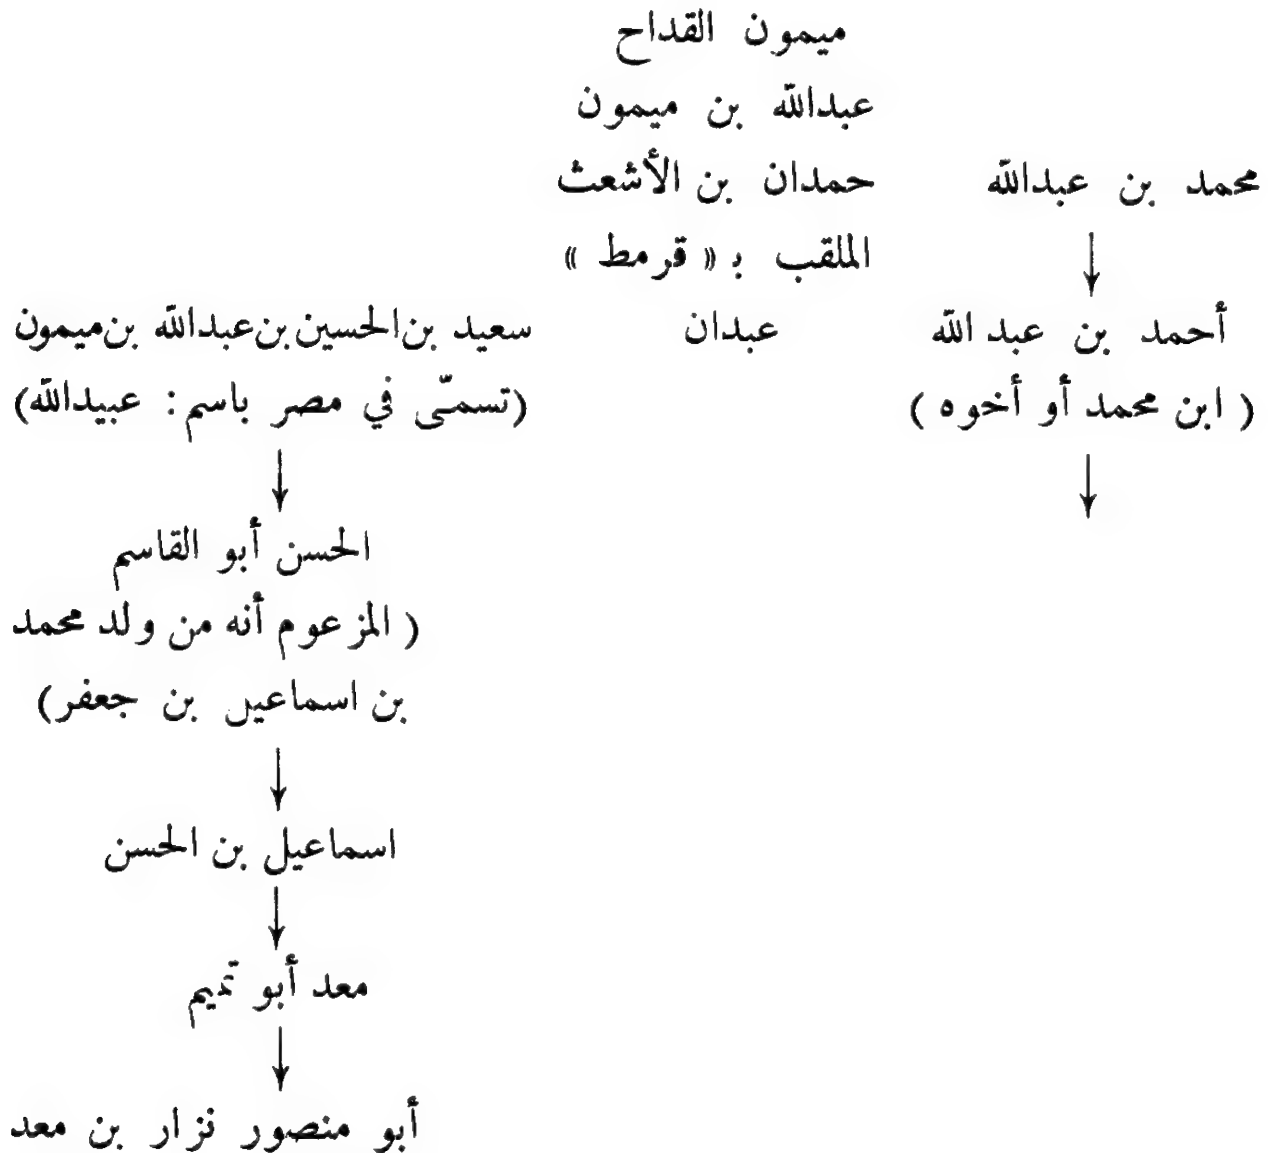 ميمون القداح
عبدالله بن ميمون
محمد بن عبدالله
حمدان بن الأشعث
الملقب بـ « قرمط »
أحمد بن عبد الله
عبدان
سعيد بن الحسين بن عبدالله بن ميمون
( ابن محمد أو أخوه )
(تسمّى في مصر باسم: عبيدالله)
الحسن أبو القاسم
( المزعوم أنه من ولد محمد
بن اسماعيل بن جعفر)
اسماعيل بن الحسن
معد أبو تميم
أبو منصور نزار بن معد